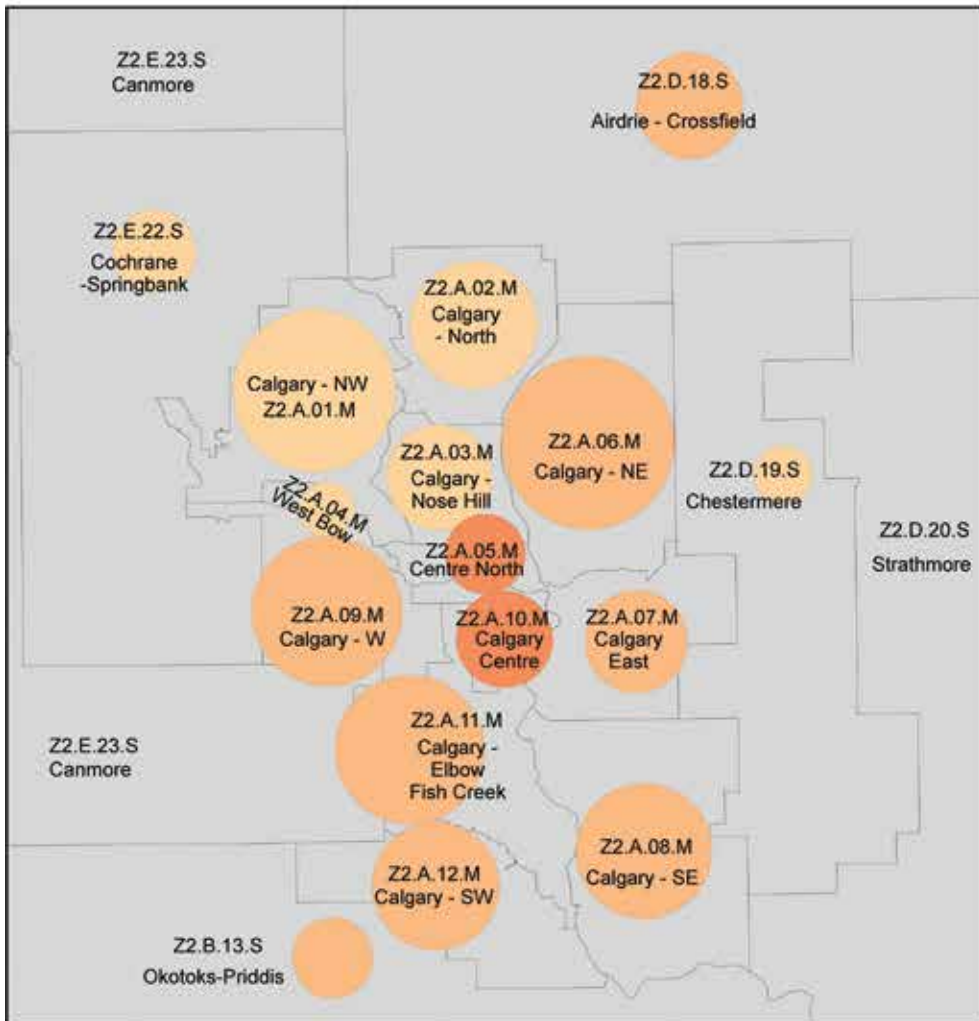 Z2.E.23.S
Canmore
Z2.D.18.S
Airdrie - Crossfield
Z2.E.22.S
Cochrane
-Springbank
Z2.A.02.M
Calgary
- North
Calgary - NW
Z2.A.01.M
Z2.A.03.M
Calgary -
Nose Hill
Z2.A.06.M
Calgary - NE
Z2.D.19.S
Chestermere
Z2.A.04.M
West Bow
Z2.D.20.S
Strathmore
Z2.A.05.M
Centre North
Z2.A.09.M
Calgary - W
Z2.A.10.M
Calgary
Centre
Z2.A.07.M
Calgary
East
Z2.A.11.M
Calgary -
Elbow
Fish Creek
Z2.E.23.S
Canmore
Z2.A.08.M
Calgary - SE
Z2.A.12.M
Calgary - SW
Z2.B.13.S
Okotoks-Priddis